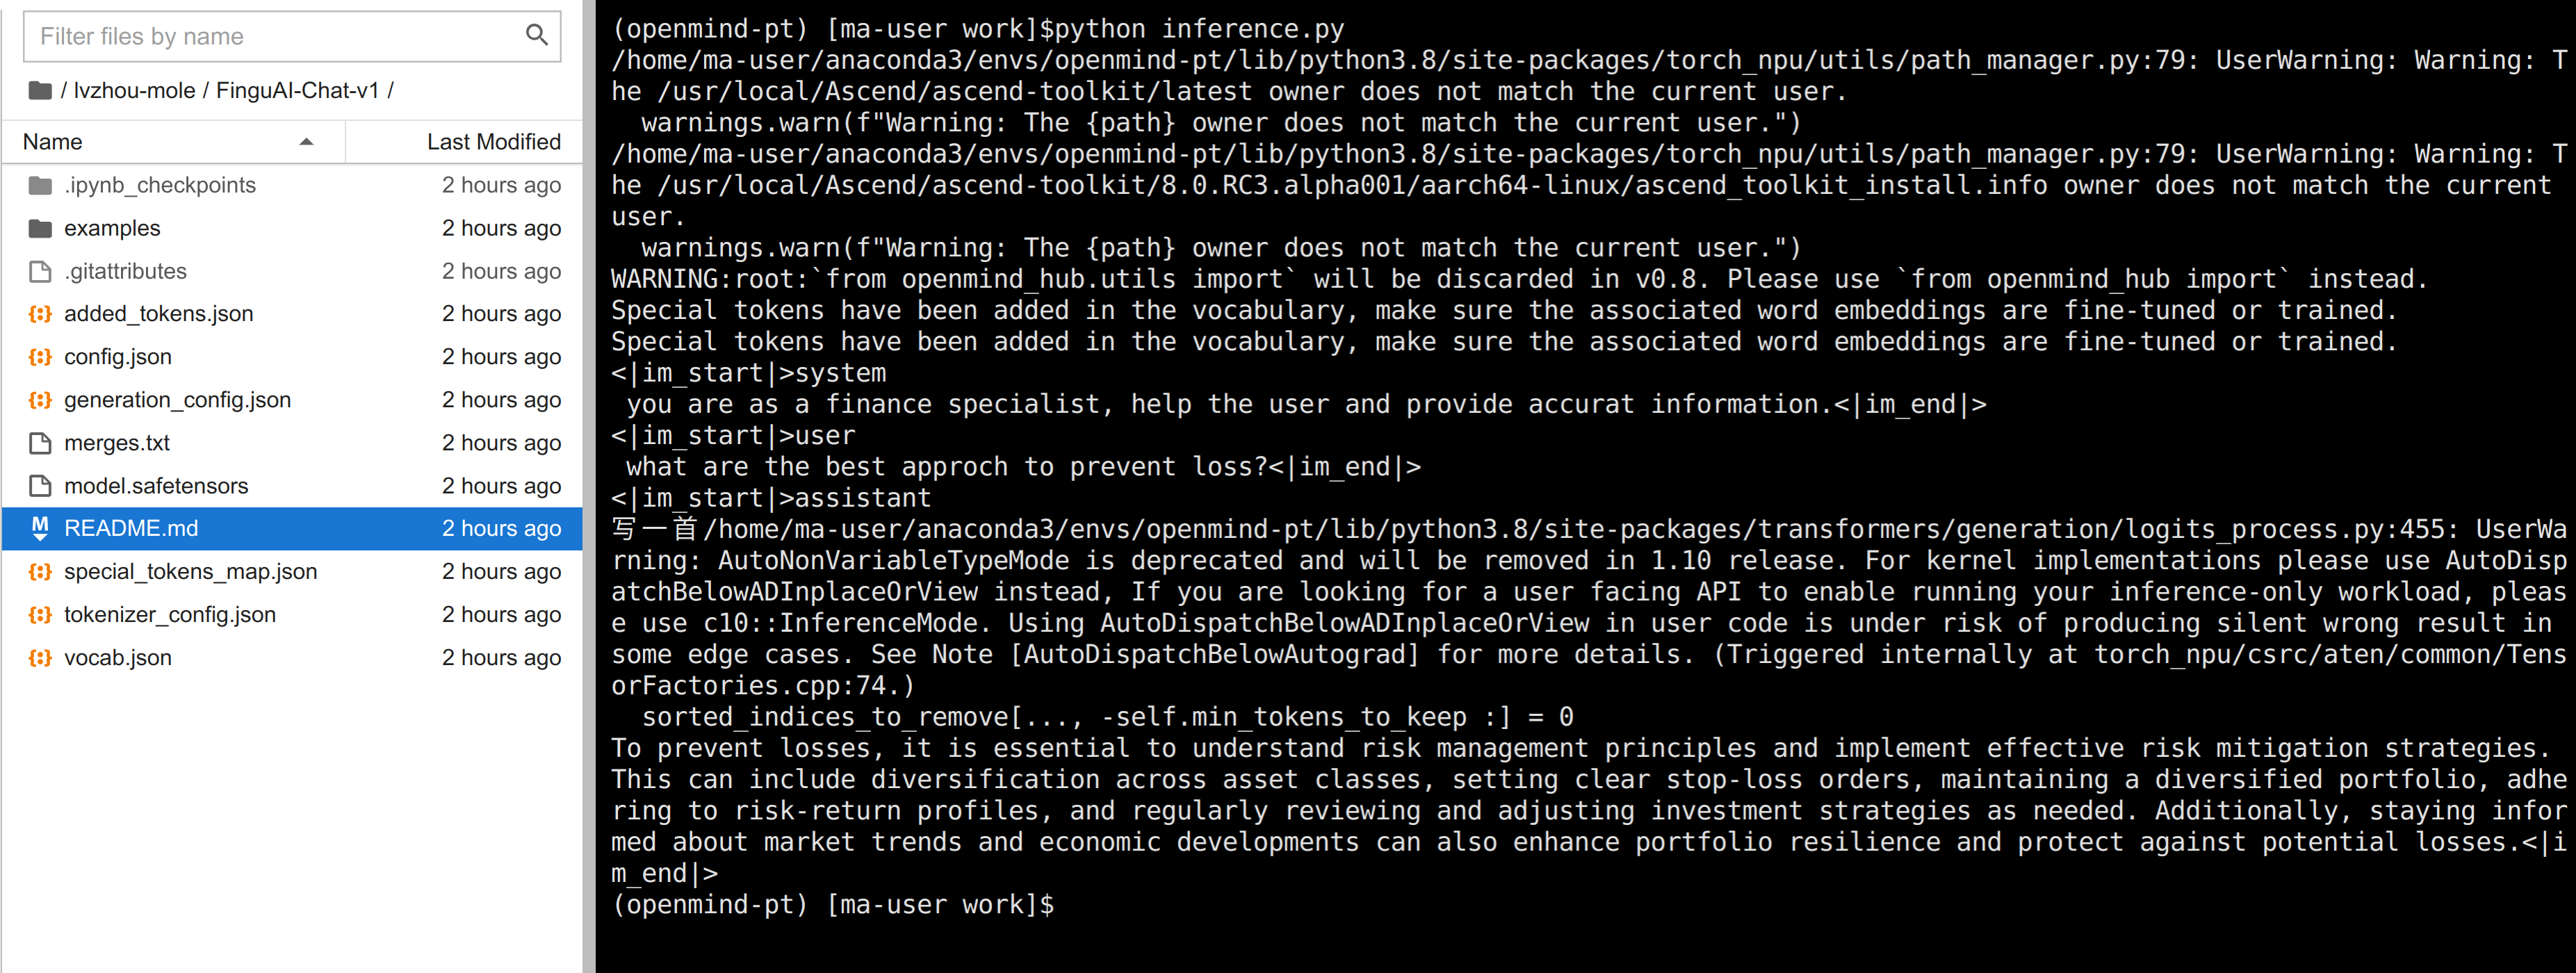 Filter files by name
/ lvzhou-mole / FinguAI-Chat-v1 /
Name Last Modified
.ipynb_checkpoints 2 hours ago
examples 2 hours ago
.gitattributes 2 hours ago
added_tokens.json 2 hours ago
config.json 2 hours ago
generation_config.json 2 hours ago
merges.txt 2 hours ago
model.safetensors 2 hours ago
README.md 2 hours ago
special_tokens_map.json 2 hours ago
tokenizer_config.json 2 hours ago
vocab.json 2 hours ago
(openmind-pt) [ma-user work]$python inference.py
/home/ma-user/anaconda3/envs/openmind-pt/lib/python3.8/site-packages/torch_npu/utils/path_manager.py:79: UserWarning: Warning: T
he /usr/local/Ascend/ascend-toolkit/latest owner does not match the current user.
  warnings.warn(f"Warning: The {path} owner does not match the current user.")
/home/ma-user/anaconda3/envs/openmind-pt/lib/python3.8/site-packages/torch_npu/utils/path_manager.py:79: UserWarning: Warning: T
he /usr/local/Ascend/ascend-toolkit/8.0.RC3.alpha001/aarch64-linux/ascend_toolkit_install.info owner does not match the current
user.
  warnings.warn(f"Warning: The {path} owner does not match the current user.")
WARNING:root:`from openmind_hub.utils import` will be discarded in v0.8. Please use `from openmind_hub import` instead.
Special tokens have been added in the vocabulary, make sure the associated word embeddings are fine-tuned or trained.
Special tokens have been added in the vocabulary, make sure the associated word embeddings are fine-tuned or trained.
<|im_start|>system
 you are as a finance specialist, help the user and provide accurat information.<|im_end|>
<|im_start|>user
 what are the best approch to prevent loss?<|im_end|>
<|im_start|>assistant
写一首/home/ma-user/anaconda3/envs/openmind-pt/lib/python3.8/site-packages/transformers/generation/logits_process.py:455: UserWa
rning: AutoNonVariableTypeMode is deprecated and will be removed in 1.10 release. For kernel implementations please use AutoDisp
atchBelowADInplaceOrView instead, If you are looking for a user facing API to enable running your inference-only workload, pleas
e use c10::InferenceMode. Using AutoDispatchBelowADInplaceOrView in user code is under risk of producing silent wrong result in
some edge cases. See Note [AutoDispatchBelowAutograd] for more details. (Triggered internally at torch_npu/csrc/aten/common/Tens
orFactories.cpp:74.)
  sorted_indices_to_remove[..., -self.min_tokens_to_keep :] = 0
To prevent losses, it is essential to understand risk management principles and implement effective risk mitigation strategies.
This can include diversification across asset classes, setting clear stop-loss orders, maintaining a diversified portfolio, adhe
ring to risk-return profiles, and regularly reviewing and adjusting investment strategies as needed. Additionally, staying infor
med about market trends and economic developments can also enhance portfolio resilience and protect against potential losses.<|i
m_end|>
(openmind-pt) [ma-user work]$